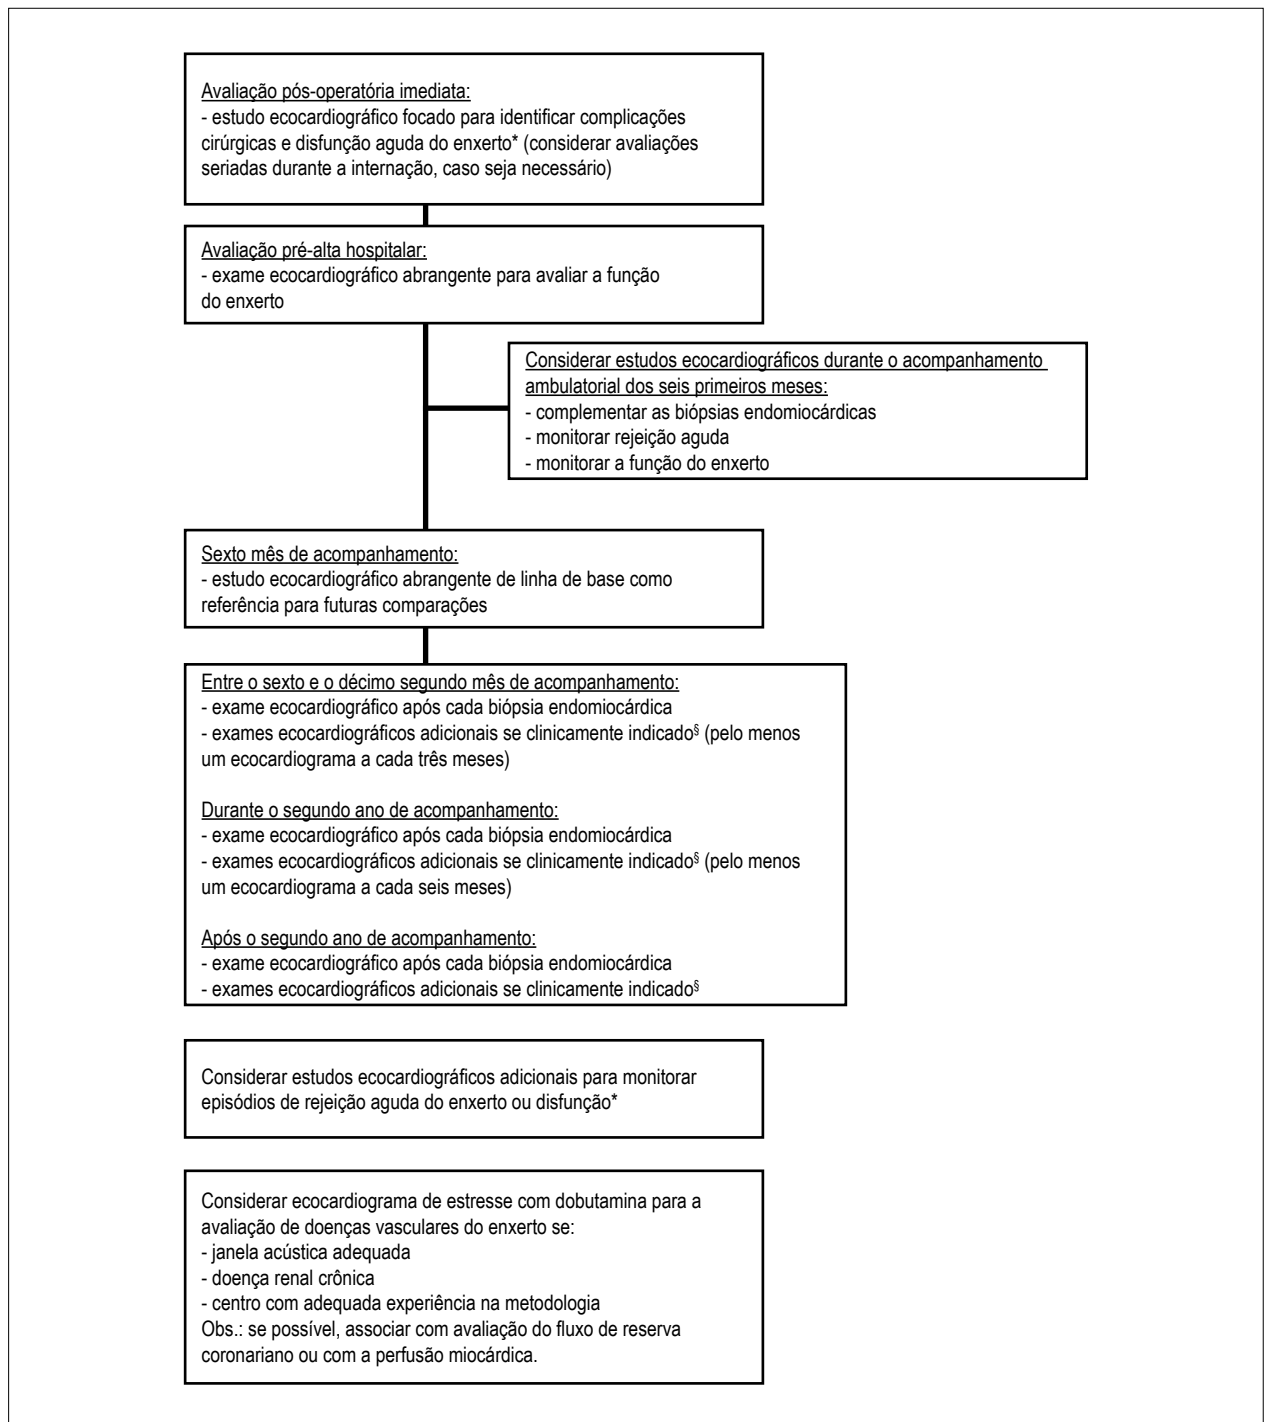 Avaliação pós-operatória imediata:
- estudo ecocardiográfico focado para identificar complicações
cirúrgicas e disfunção aguda do enxerto* (considerar avaliações
seriadas durante a internação, caso seja necessário)
Avaliação pré-alta hospitalar:
- exame ecocardiográfico abrangente para avaliar a função
do enxerto
Considerar estudos ecocardiográficos durante o acompanhamento
ambulatorial dos seis primeiros meses:
- complementar as biópsias endomiocárdicas
- monitorar rejeição aguda
- monitorar a função do enxerto
Sexto mês de acompanhamento:
- estudo ecocardiográfico abrangente de linha de base como
referência para futuras comparações
Entre o sexto e o décimo segundo mês de acompanhamento:
- exame ecocardiográfico após cada biópsia endomiocárdica
- exames ecocardiográficos adicionais se clinicamente indicado§ (pelo menos
um ecocardiograma a cada três meses)
Durante o segundo ano de acompanhamento:
- exame ecocardiográfico após cada biópsia endomiocárdica
- exames ecocardiográficos adicionais se clinicamente indicado§ (pelo menos
um ecocardiograma a cada seis meses)
Após o segundo ano de acompanhamento:
- exame ecocardiográfico após cada biópsia endomiocárdica
- exames ecocardiográficos adicionais se clinicamente indicado§
Considerar estudos ecocardiográficos adicionais para monitorar
episódios de rejeição aguda do enxerto ou disfunção*
Considerar ecocardiograma de estresse com dobutamina para a
avaliação de doenças vasculares do enxerto se:
- janela acústica adequada
- doença renal crônica
- centro com adequada experiência na metodologia
Obs.: se possível, associar com avaliação do fluxo de reserva
coronariano ou com a perfusão miocárdica.